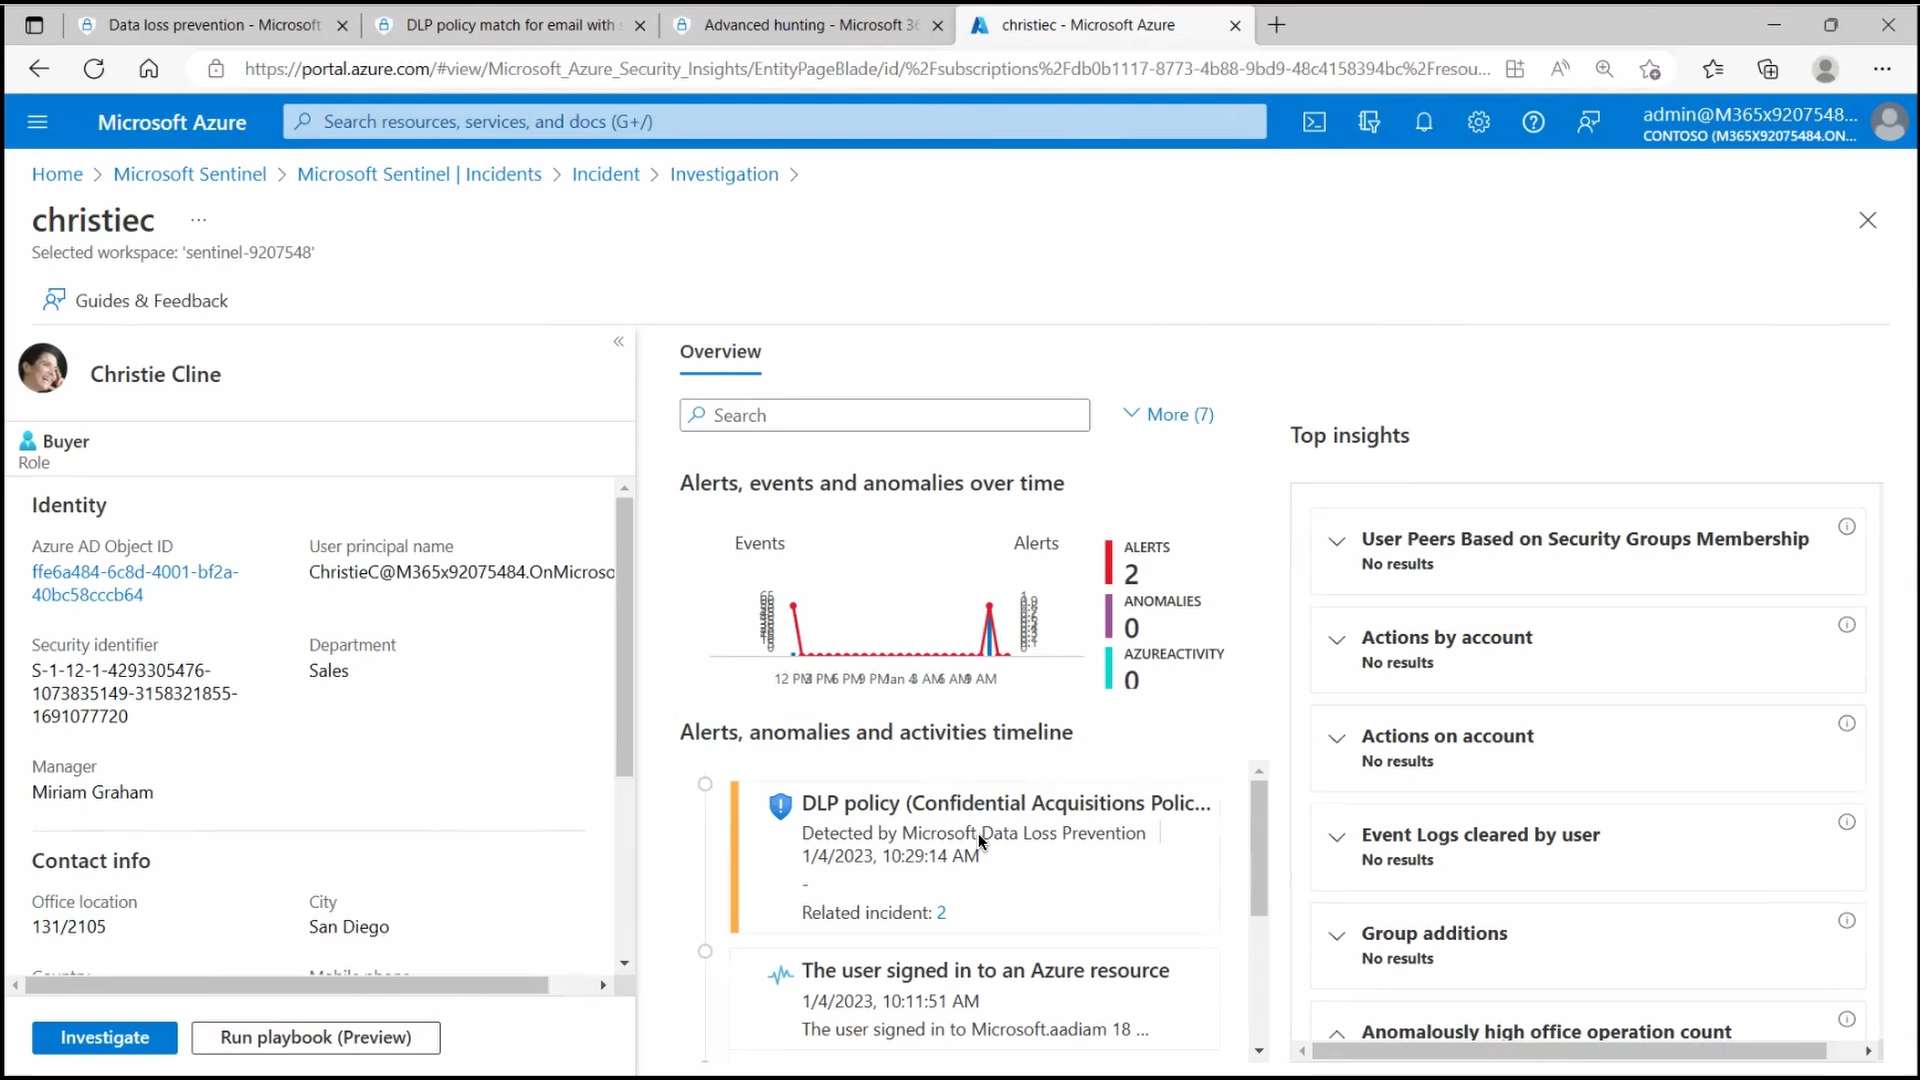 Data loss prevention - Microsoft
DLP policy match for email with
Advanced hunting - Microsoft 36
christiec - Microsoft Azure
https://portal.azure.com/#view/Microsoft_Azure_Security_Insights/EntityPageBlade/id/%2Fsubscriptions%2Fdb0b1117-8773-4b88-9bd9-48c4158394bc%2Fresou...
Microsoft Azure
Search resources, services, and docs (G+/)
admin@M365x9207548...
CONTOSO (M365X92075484.ON...
Home > Microsoft Sentinel > Microsoft Sentinel | Incidents > Incident > Investigation >
christiec ...
Selected workspace: 'sentinel-9207548'
Guides & Feedback
Christie Cline
Buyer
Role
Identity
Azure AD Object ID
ffe6a484-6c8d-4001-bf2a-
40bc58cccb64
User principal name
ChristieC@M365x92075484.OnMicroso
Security identifier
S-1-12-1-4293305476-
1073835149-3158321855-
1691077720
Department
Sales
Manager
Miriam Graham
Contact info
Office location
131/2105
City
San Diego
Investigate
Run playbook (Preview)
Overview
Search
More (7)
Alerts, events and anomalies over time
Events
Alerts
ALERTS
2
ANOMALIES
0
AZUREACTIVITY
0
Alerts, anomalies and activities timeline
DLP policy (Confidential Acquisitions Polic...
Detected by Microsoft Data Loss Prevention
1/4/2023, 10:29:14 AM
-
Related incident: 2
The user signed in to an Azure resource
1/4/2023, 10:11:51 AM
The user signed in to Microsoft.aadiam 18 ...
Top insights
User Peers Based on Security Groups Membership
No results
Actions by account
No results
Actions on account
No results
Event Logs cleared by user
No results
Group additions
No results
Anomalously high office operation count